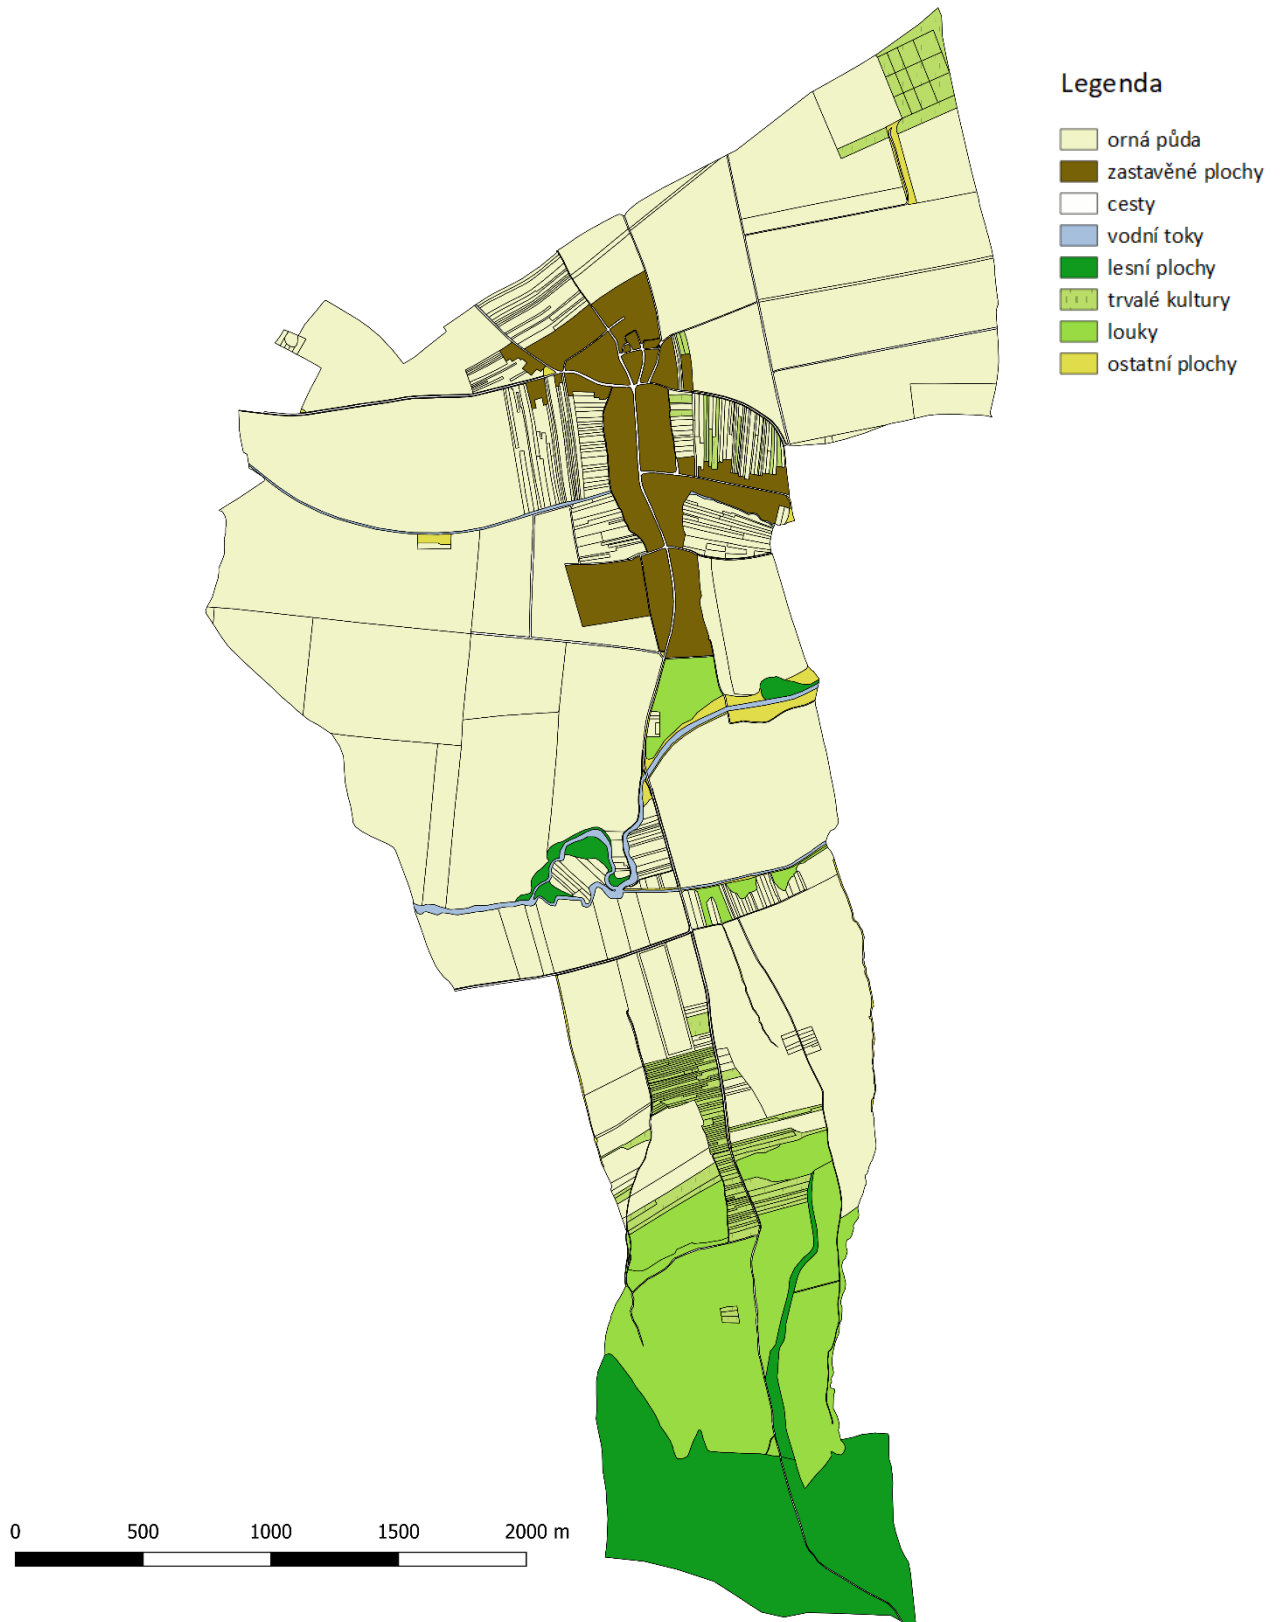 Legenda
orná půda
zastavěné plochy
cesty
vodní toky
lesní plochy
trvalé kultury
louky
ostatní plochy
0 500 1000 1500 2000 m